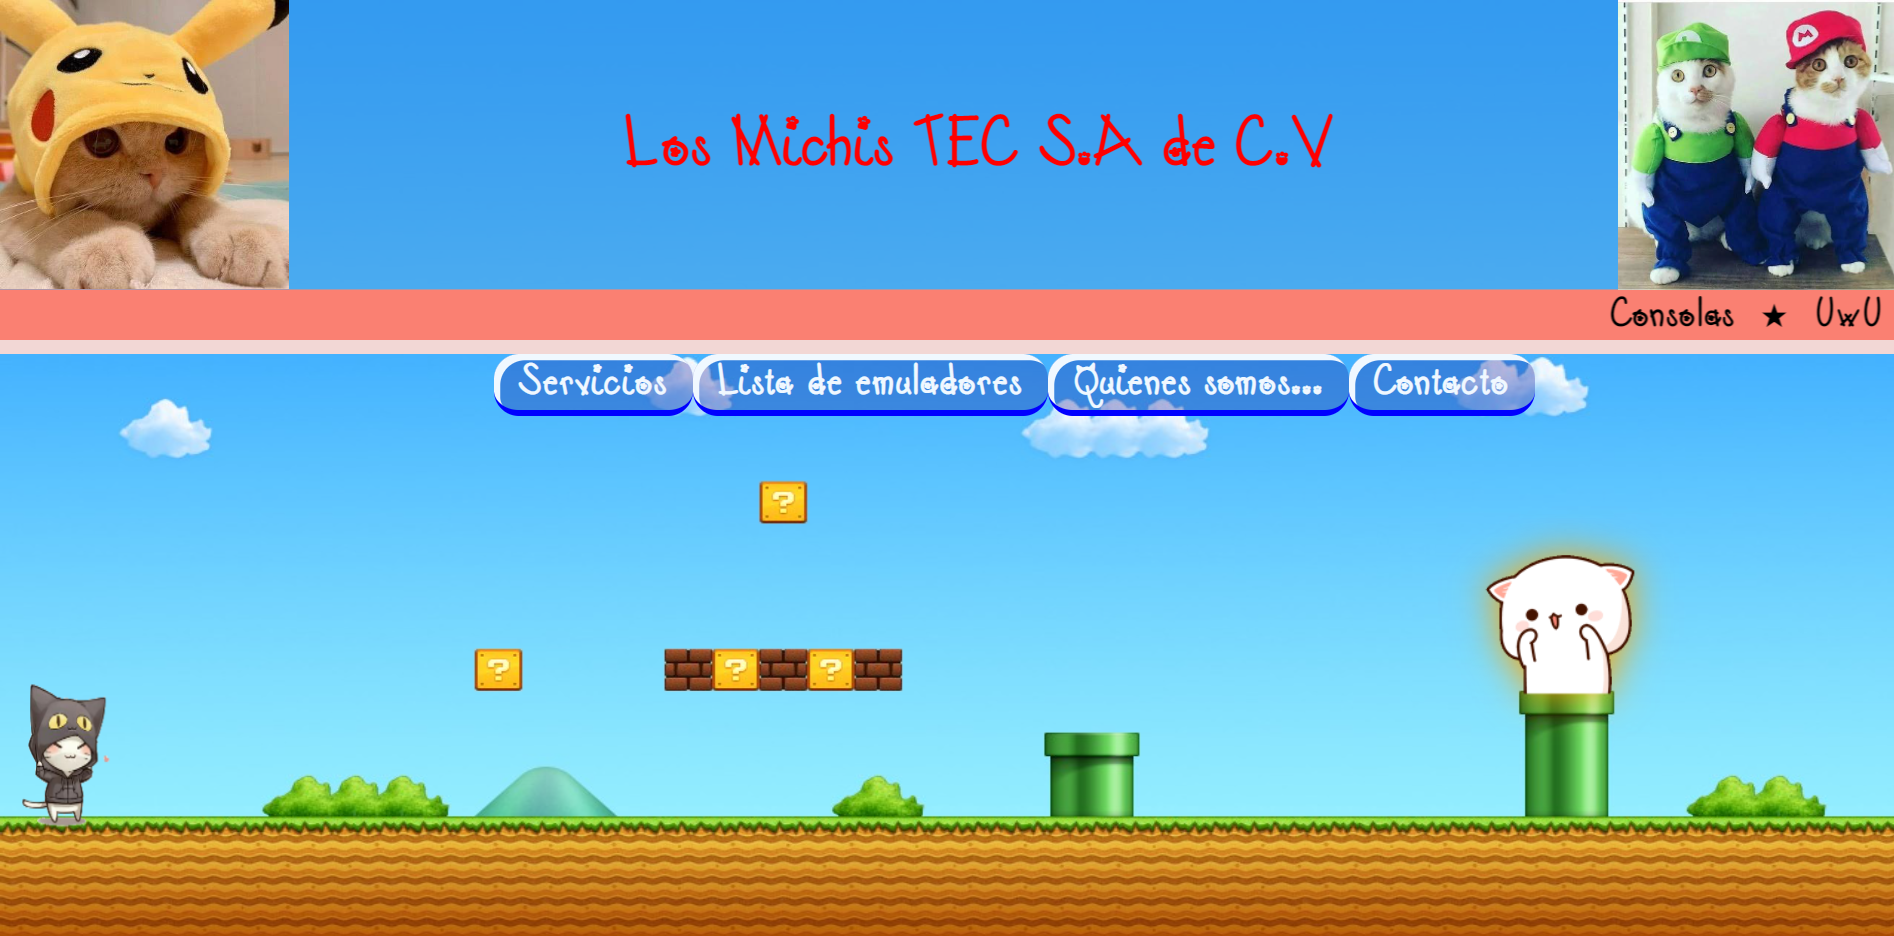 Los Michis TEC S.A de C.V
Consolas ★ UwU
Servicios Lista de emuladores Quienes somos... Contacto
?
? ? ?